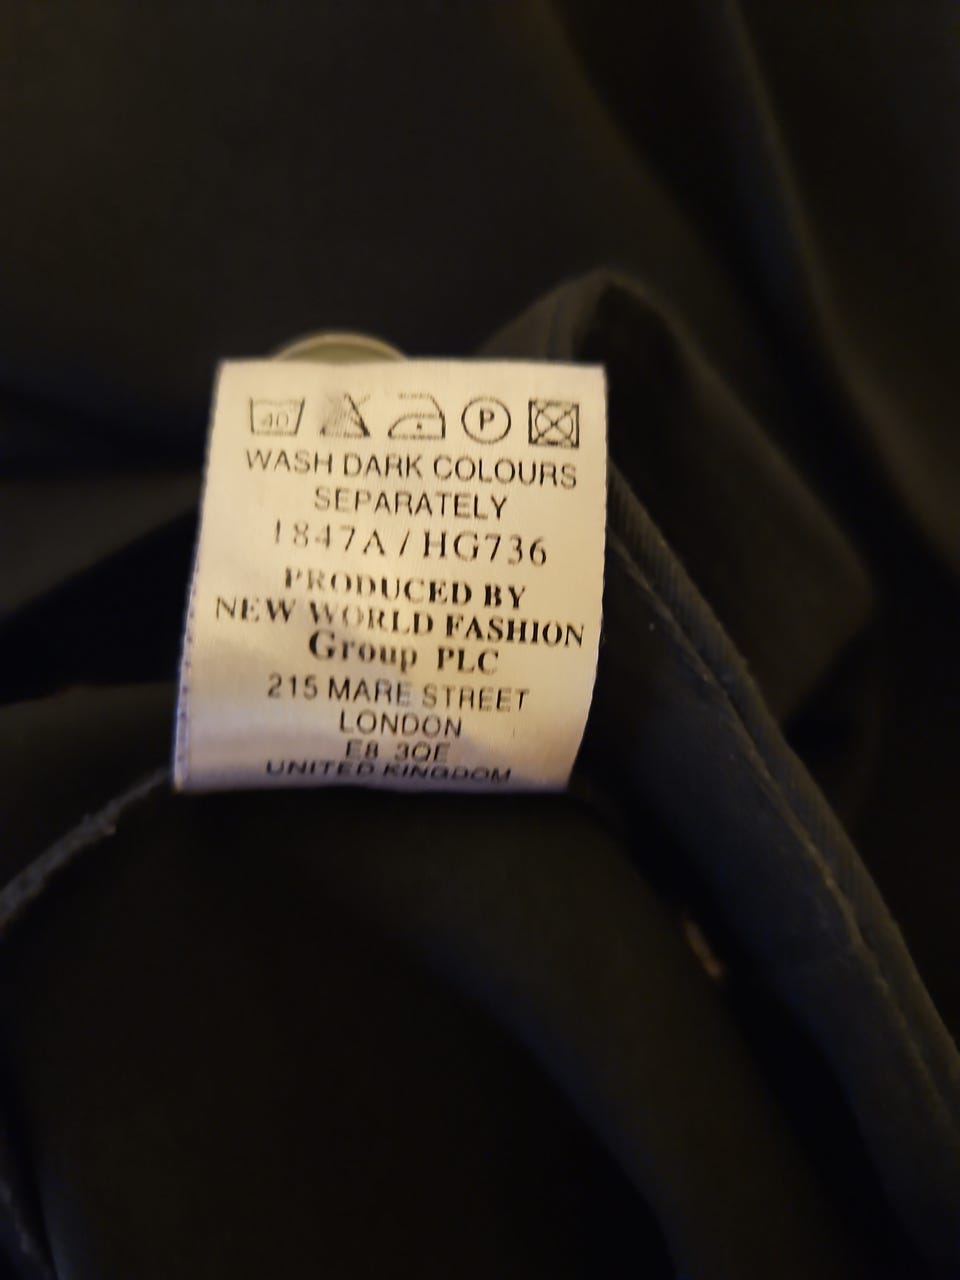 40 P
WASH DARK COLOURS
SEPARATELY
1847A / HG736
PRODUCED BY
NEW WORLD FASHION
Group PLC
215 MARE STREET
LONDON
E8 3QE
UNITED KINGDOM